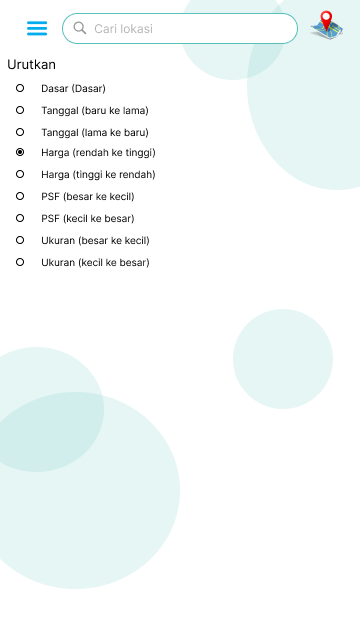 Cari lokasi
Urutkan
Dasar (Dasar)
Tanggal (baru ke lama)
Tanggal (lama ke baru)
Harga (rendah ke tinggi)
Harga (tinggi ke rendah)
PSF (besar ke kecil)
PSF (kecil ke besar)
Ukuran (besar ke kecil)
Ukuran (kecil ke besar)